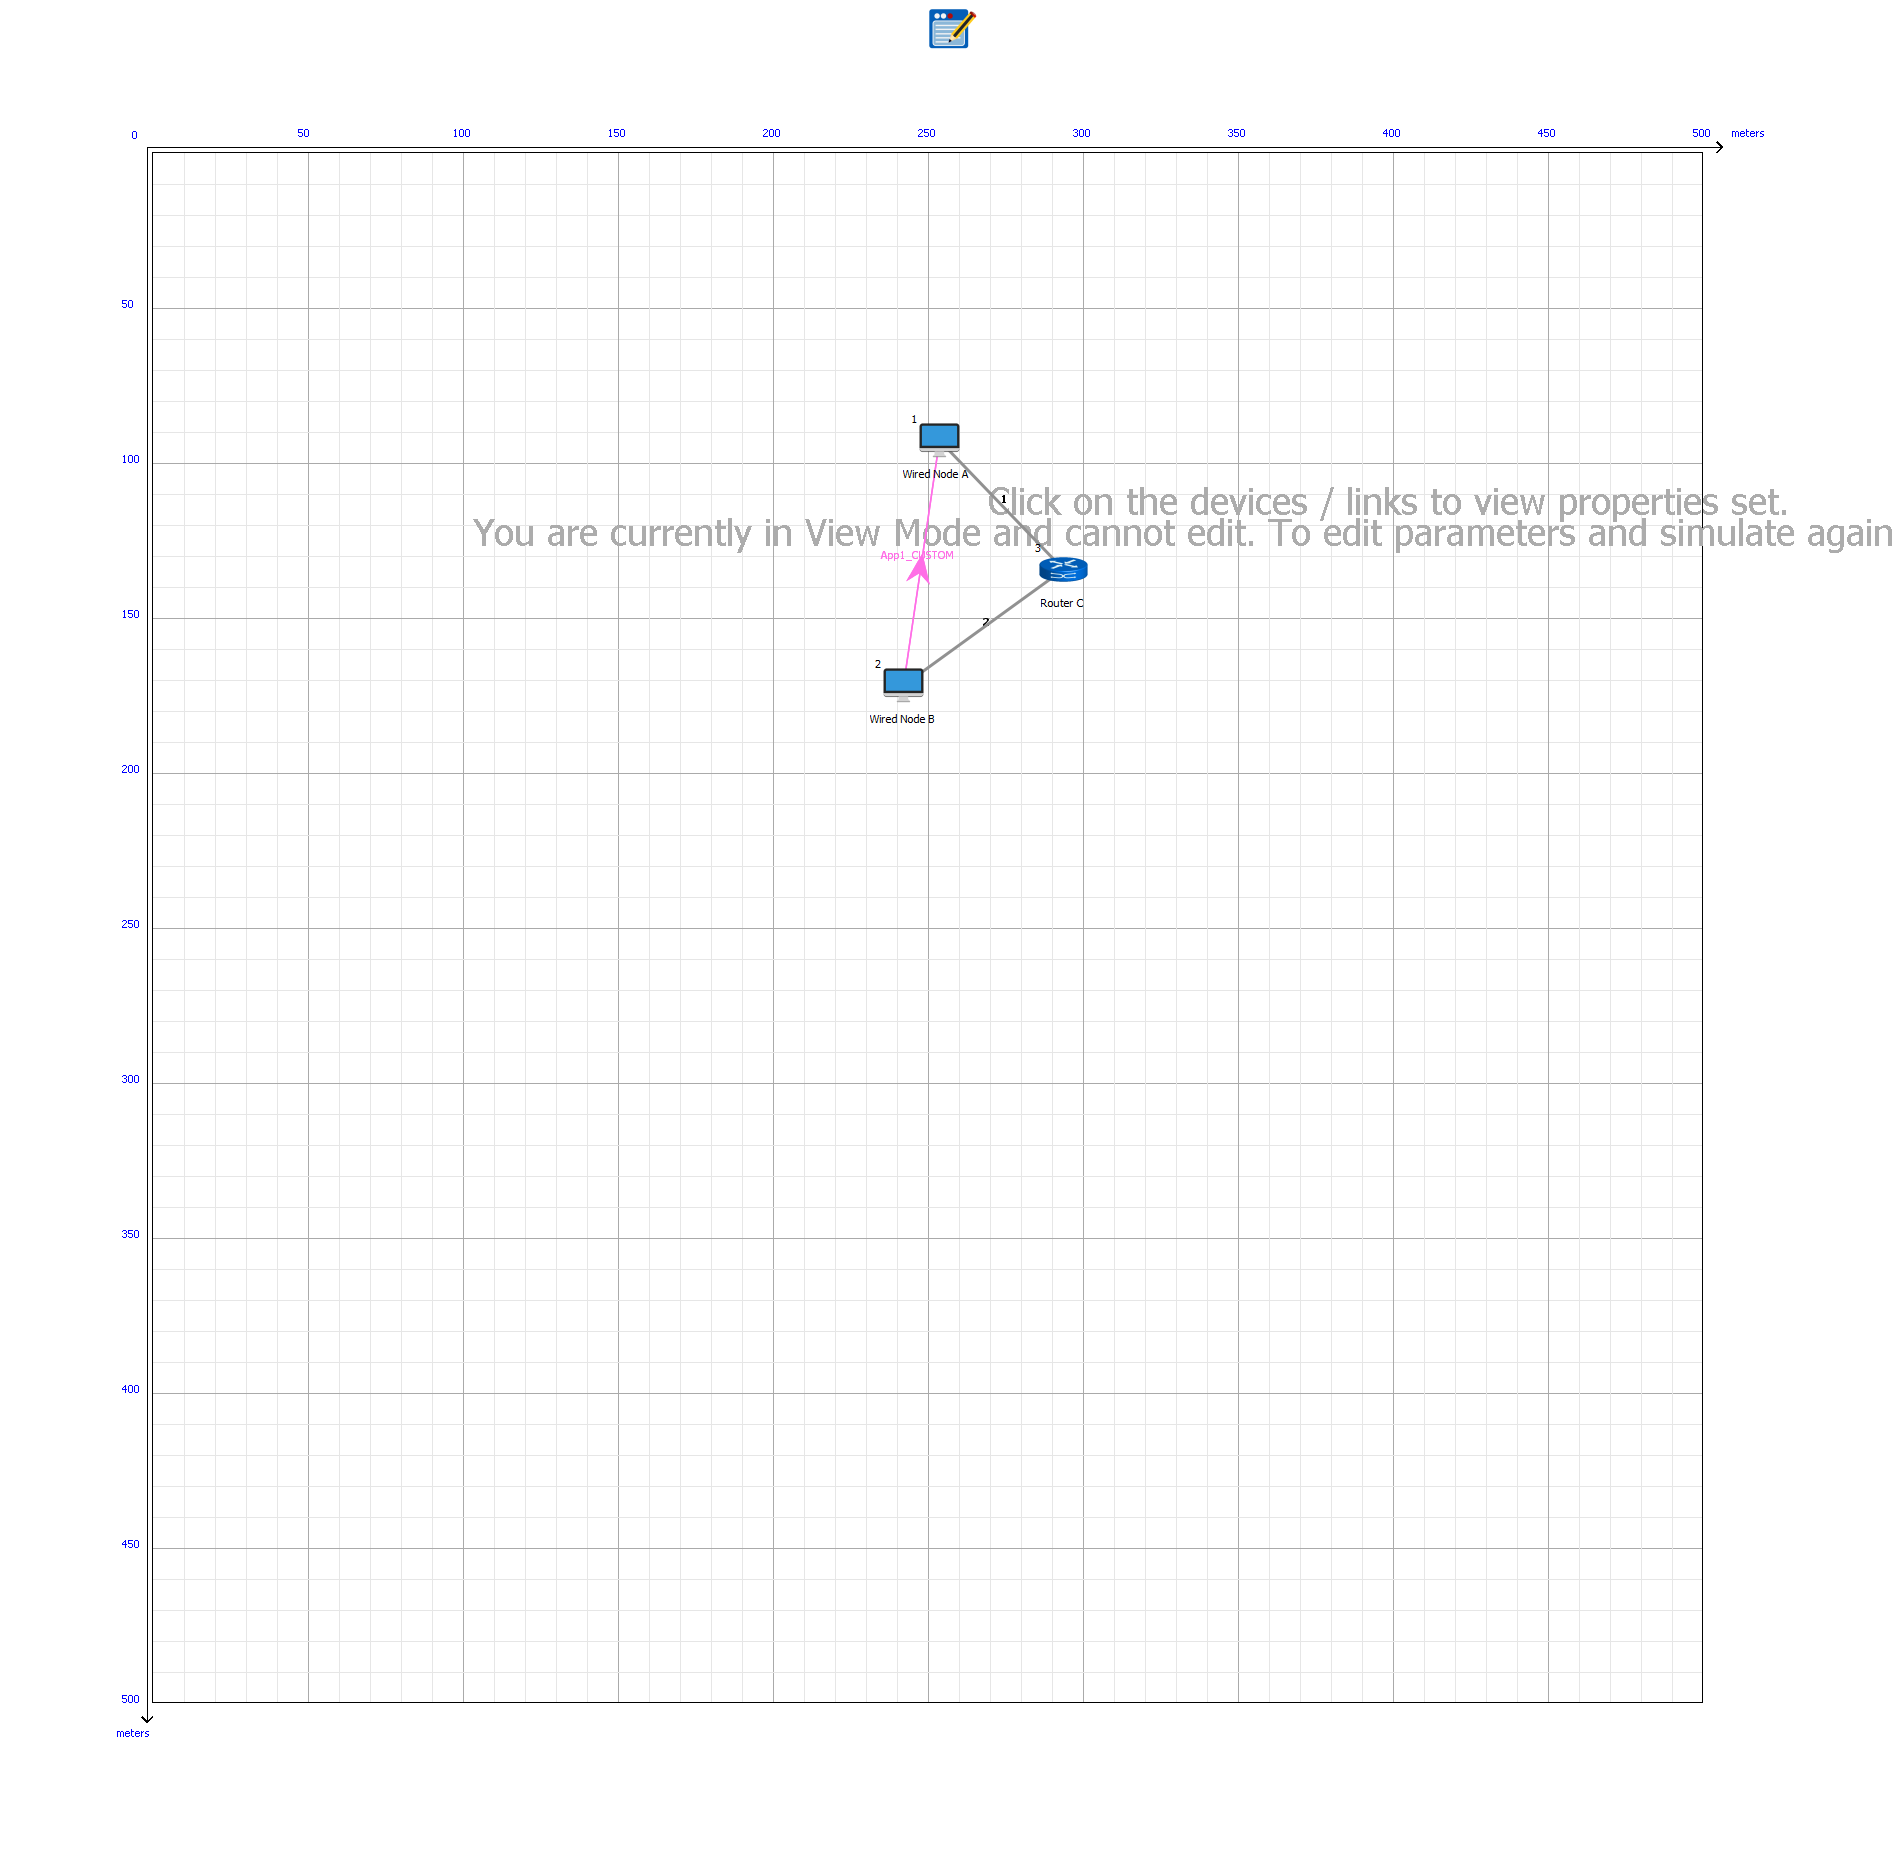 0 50 100 150 200 250 300 350 400 450 500 meters
50
1
100
Wired Node A
Click on the devices / links to view properties set.
1
You are currently in View Mode and cannot edit. To edit parameters and simulate again
3
App1_CUSTOM
Router C
150
2
2
Wired Node B
200
250
300
350
400
450
500
meters